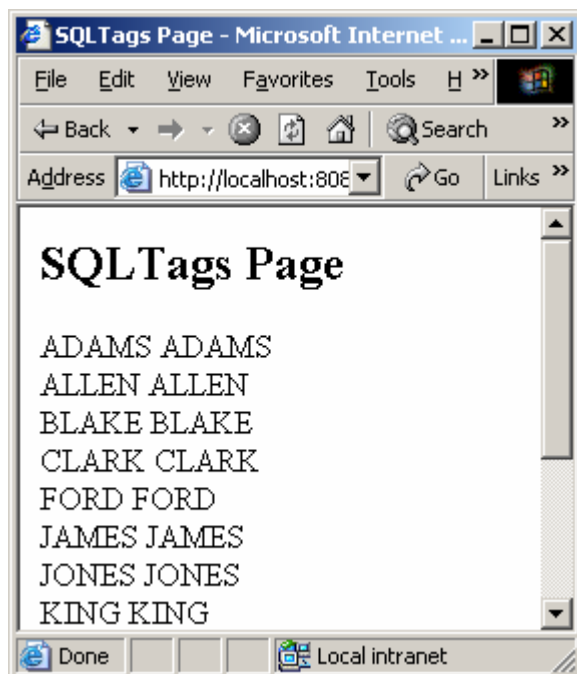 SQLTags Page - Microsoft Internet ...
File Edit View Favorites Tools H »
Back Search »
Address http://localhost:808 Go Links »
SQLTags Page
ADAMS ADAMS
ALLEN ALLEN
BLAKE BLAKE
CLARK CLARK
FORD FORD
JAMES JAMES
JONES JONES
KING KING
Done Local intranet